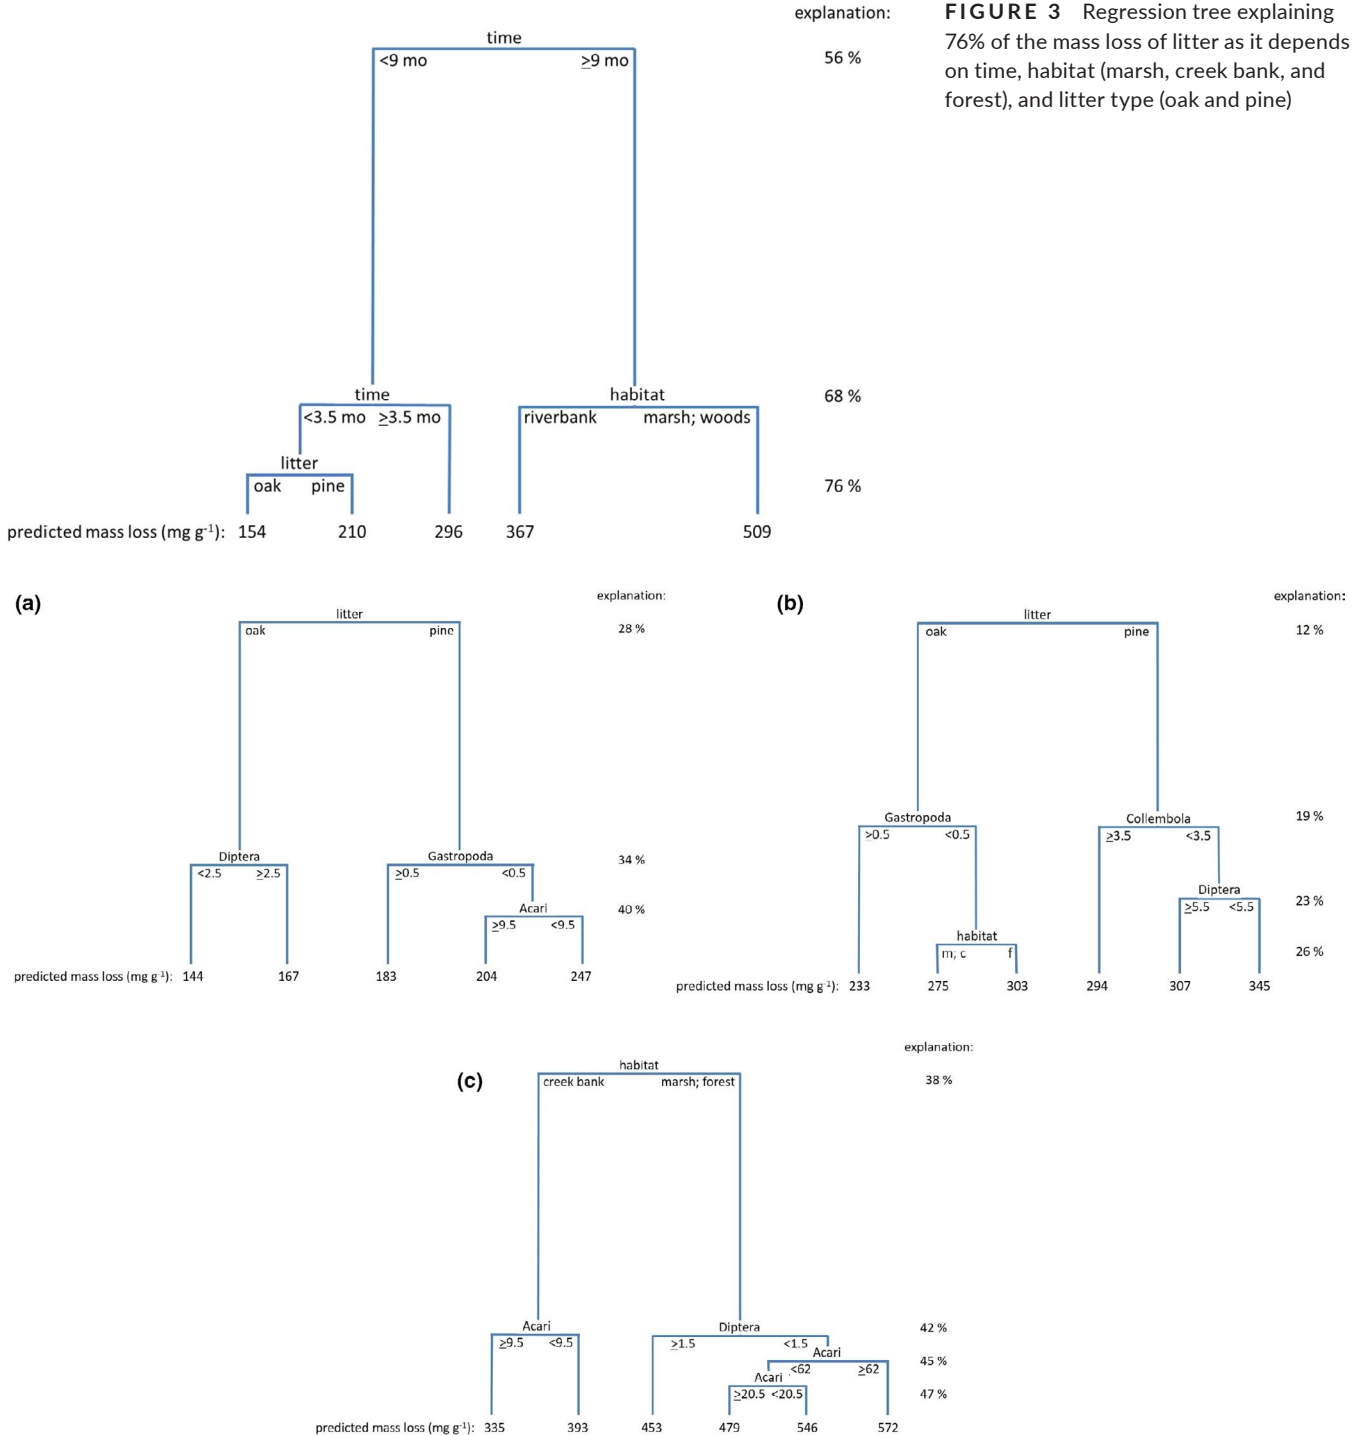 explanation:
FIGURE 3 Regression tree explaining
76% of the mass loss of litter as it depends
on time, habitat (marsh, creek bank, and
forest), and litter type (oak and pine)
time
<9 mo ≥9 mo 56 %
time habitat 68 %
<3.5 mo ≥3.5 mo riverbank marsh; woods
litter
oak pine 76 %
predicted mass loss (mg g-1): 154 210 296 367 509
(a)
explanation:
litter
oak pine 28 %
Diptera Gastropoda 34 %
<2.5 ≥2.5 ≥0.5 <0.5
Acari 40 %
≥9.5 <9.5
predicted mass loss (mg g-1): 144 167 183 204 247
(b)
explanation:
litter
oak pine 12 %
Gastropoda Collembola 19 %
≥0.5 <0.5 ≥3.5 <3.5
Diptera
≥5.5 <5.5 23 %
habitat
m; c f 26 %
predicted mass loss (mg g-1): 233 275 303 294 307 345
(c)
explanation:
habitat
creek bank marsh; forest 38 %
Acari Diptera 42 %
≥9.5 <9.5 ≥1.5 <1.5
Acari 45 %
<62 ≥62
Acari
≥20.5 <20.5 47 %
predicted mass loss (mg g-1): 335 393 453 479 546 572